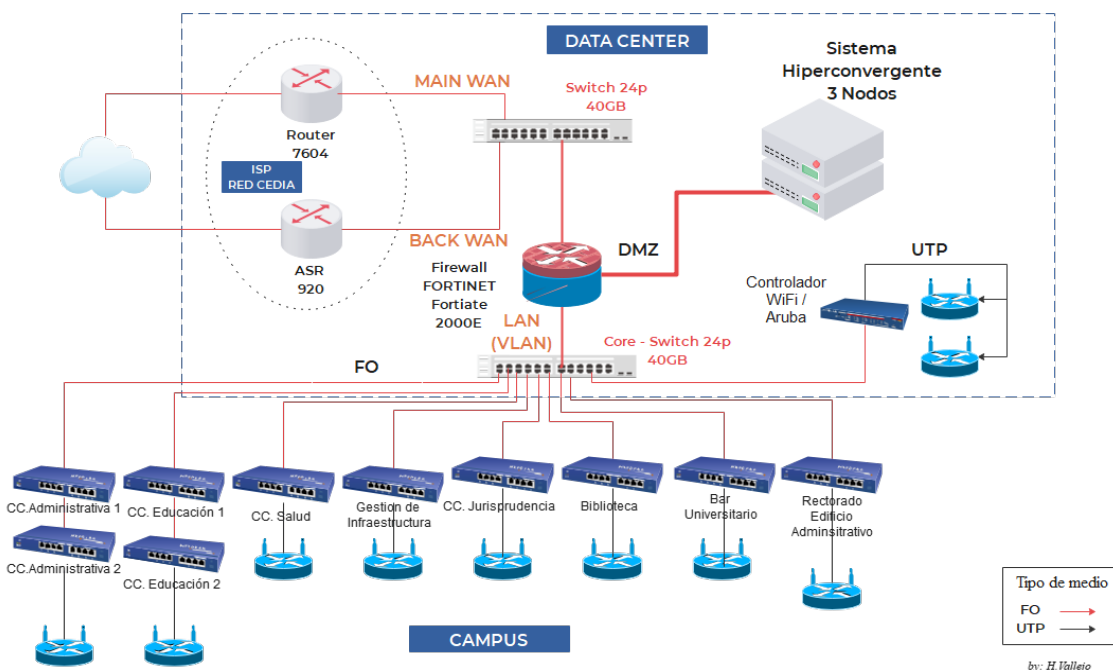 DATA CENTER
Sistema
Hiperconvergente
3 Nodos
MAIN WAN
Switch 24p
40GB
Router
7604
ISP
RED CEDIA
ASR
920
BACK WAN
Firewall
FORTINET
Fortiate
2000E
DMZ
UTP
Controlador
WiFi /
Aruba
LAN
(VLAN)
Core - Switch 24p
40GB
FO
CC.Administrativa 1
CC. Educación 1
CC. Salud
Gestion de
Infraestructura
CC. Jurisprudencia
Biblioteca
Bar
Universitario
Rectorado
Edificio
Adminsitrativo
CC.Administrativa 2
CC. Educación 2
CAMPUS
Tipo de medio
FO
UTP
by: H.Vallejo